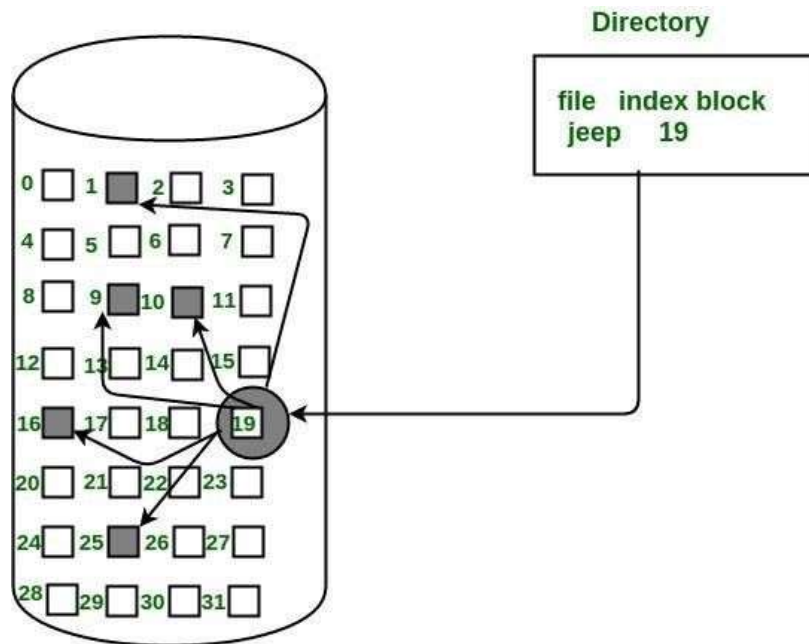 Directory
file index block
jeep 19
0 1 2 3
4 5 6 7
8 9 10 11
12 13 14 15
16 17 18 19
20 21 22 23
24 25 26 27
28 29 30 31